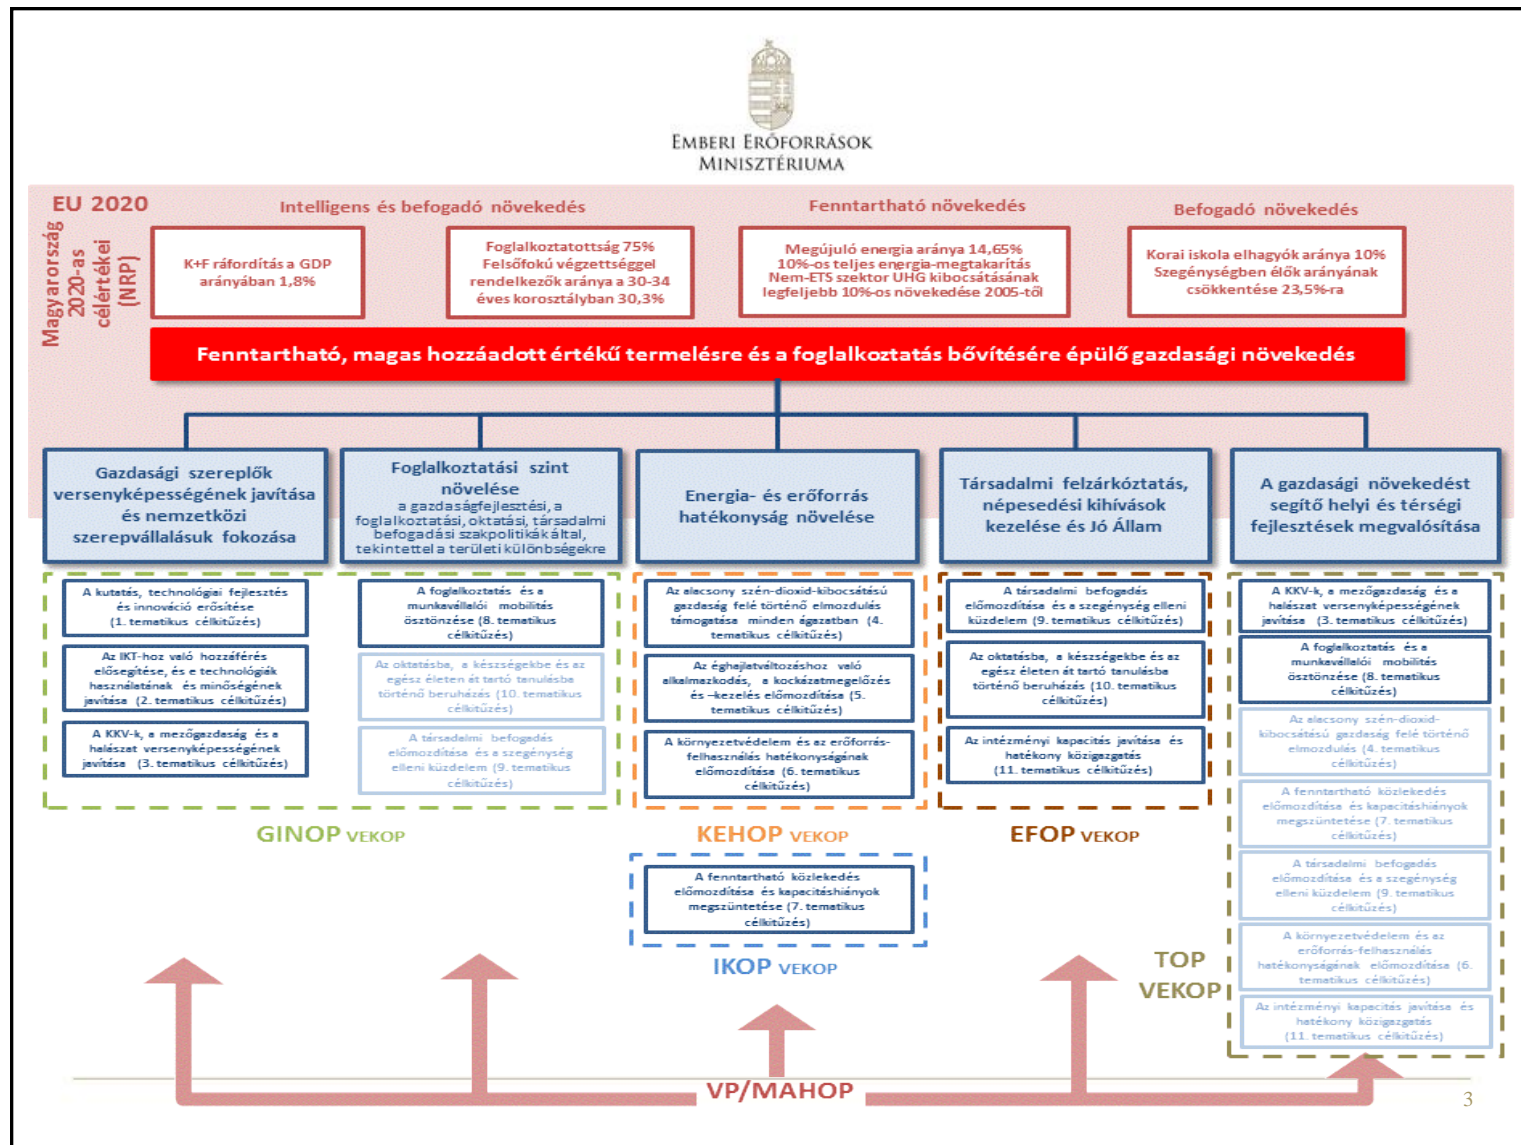 EMBERI ERŐFORRÁSOK
MINISZTÉRIUMA
EU 2020
Magyarország
2020-as
célértékei
(NRP)
Intelligens és befogadó növekedés
Fenntartható növekedés
Befogadó növekedés
K+F ráfordítás a GDP
arányában 1,8%
Foglalkoztatottság 75%
Felsőfokú végzettséggel
rendelkezők aránya a 30-34
éves korosztályban 30,3%
Megújuló energia aránya 14,65%
10%-os teljes energia-megtakarítás
Nem-ETS szektor ÜHG kibocsátásának
legfeljebb 10%-os növekedése 2005-től
Korai iskola elhagyók aránya 10%
Szegénységben élők arányának
csökkentése 23,5%-ra
Fenntartható, magas hozzáadott értékű termelésre és a foglalkoztatás bővítésére épülő gazdasági növekedés
Gazdasági szereplők
versenyképességének javítása
és nemzetközi
szerepvállalásuk fokozása
Foglalkoztatási szint
növelése
a gazdaságfejlesztési, a
foglalkoztatási, oktatási, társadalmi
befogadási szakpolitikák által,
tekintettel a területi különbségekre
Energia- és erőforrás
hatékonyság növelése
Társadalmi felzárkóztatás,
népesedési kihívások
kezelése és Jó Állam
A gazdasági növekedést
segítő helyi és térségi
fejlesztések megvalósítása
A kutatás, technológiai fejlesztés
és innováció erősítése
(1. tematikus célkitűzés)
Az IKT-hoz való hozzáférés
elősegítése, és e technológiák
használatának és minőségének
javítása (2. tematikus célkitűzés)
A KKV-k, a mezőgazdaság és a
halászat versenyképességének
javítása (3. tematikus célkitűzés)
A foglalkoztatás és a
munkavállalói mobilitás
ösztönzése (8. tematikus
célkitűzés)
Az oktatásba, a készségekbe és az
egész életen át tartó tanulásba
történő beruházás (10. tematikus
célkitűzés)
A társadalmi befogadás
előmozdítása és a szegénység
elleni küzdelem (9. tematikus
célkitűzés)
GINOP VEKOP
Az alacsony szén-dioxid-kibocsátású
gazdaság felé történő elmozdulás
támogatása minden ágazatban (4.
tematikus célkitűzés)
Az éghajlatváltozáshoz való
alkalmazkodás, a kockázatmegelőzés
és –kezelés előmozdítása (5.
tematikus célkitűzés)
A környezetvédelem és az erőforrás-
felhasználás hatékonyságának
előmozdítása (6. tematikus
célkitűzés)
KEHOP VEKOP
A fenntartható közlekedés
előmozdítása és kapacitáshiányok
megszüntetése (7. tematikus
célkitűzés)
IKOP VEKOP
A társadalmi befogadás
előmozdítása és a szegénység elleni
küzdelem (9. tematikus célkitűzés)
Az oktatásba, a készségekbe és az
egész életen át tartó tanulásba
történő beruházás (10. tematikus
célkitűzés)
Az intézményi kapacitás javítása és
hatékony közigazgatás
(11. tematikus célkitűzés)
EFOP VEKOP
A KKV-k, a mezőgazdaság és a
halászat versenyképességének
javítása (3. tematikus célkitűzés)
A foglalkoztatás és a
munkavállalói mobilitás
ösztönzése (8. tematikus
célkitűzés)
Az alacsony szén-dioxid-
kibocsátású gazdaság felé történő
elmozdulás (4. tematikus
célkitűzés)
A fenntartható közlekedés
előmozdítása és kapacitáshiányok
megszüntetése (7. tematikus
célkitűzés)
A társadalmi befogadás
előmozdítása és a szegénység
elleni küzdelem (9. tematikus
célkitűzés)
A környezetvédelem és az
erőforrás-felhasználás
hatékonyságának előmozdítása (6.
tematikus célkitűzés)
Az intézményi kapacitás javítása és
hatékony közigazgatás
(11. tematikus célkitűzés)
TOP
VEKOP
VP/MAHOP
3